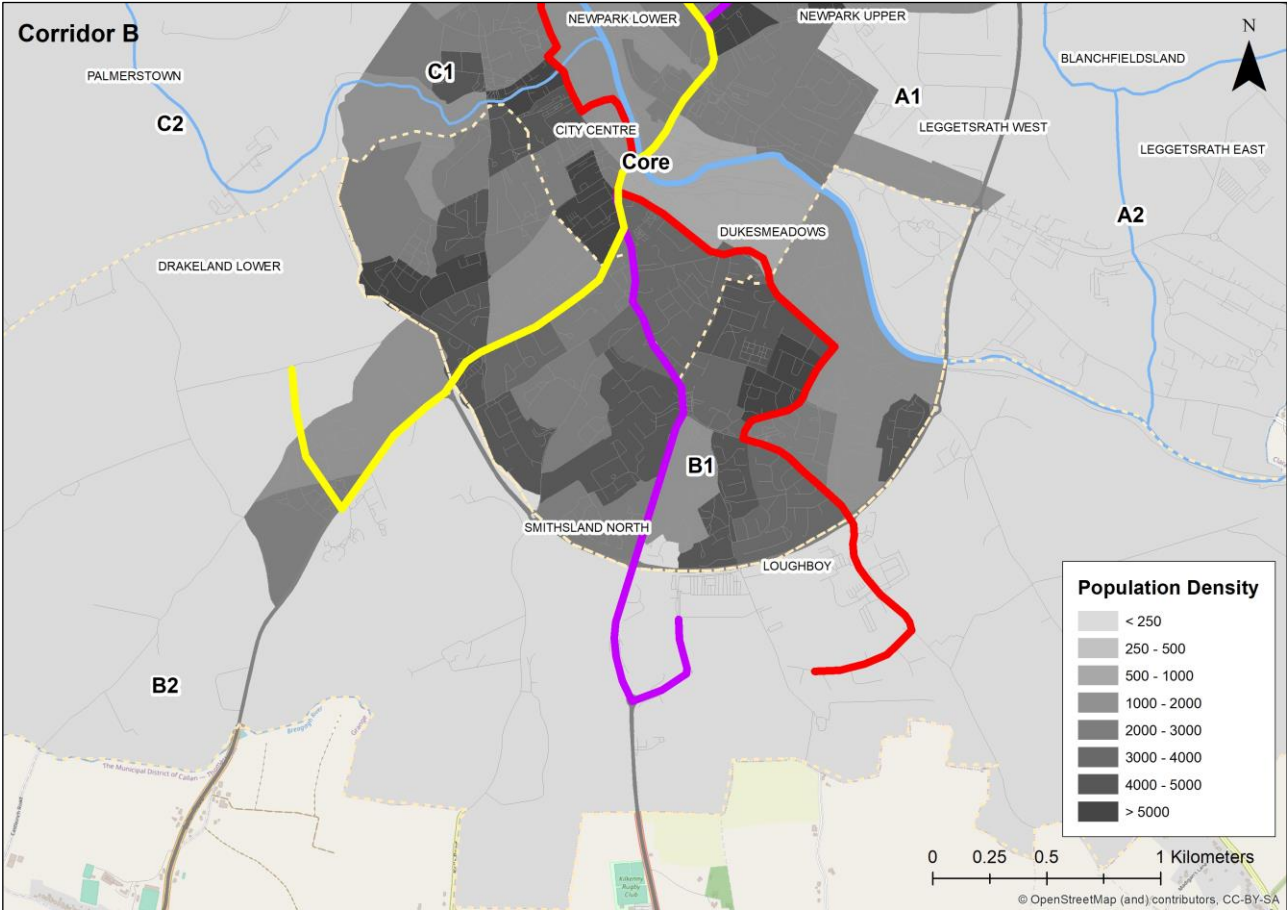 Corridor B
NEWPARK LOWER
NEWPARK UPPER
N
PALMERSTOWN
C1
BLANCHFIELDSLAND
C2
A1
CITY CENTRE
LEGGETSRATH WEST
LEGGETSRATH EAST
Core
A2
DUKESMEADOWS
DRAKELAND LOWER
B1
SMITHSLAND NORTH
LOUGHBOY
B2
Population Density
< 250
250 - 500
500 - 1000
1000 - 2000
2000 - 3000
3000 - 4000
4000 - 5000
> 5000
The Municipal District of Callan
Kilkenny
Rugby
Club
0 0.25 0.5 1 Kilometers
© OpenStreetMap (and) contributors, CC-BY-SA